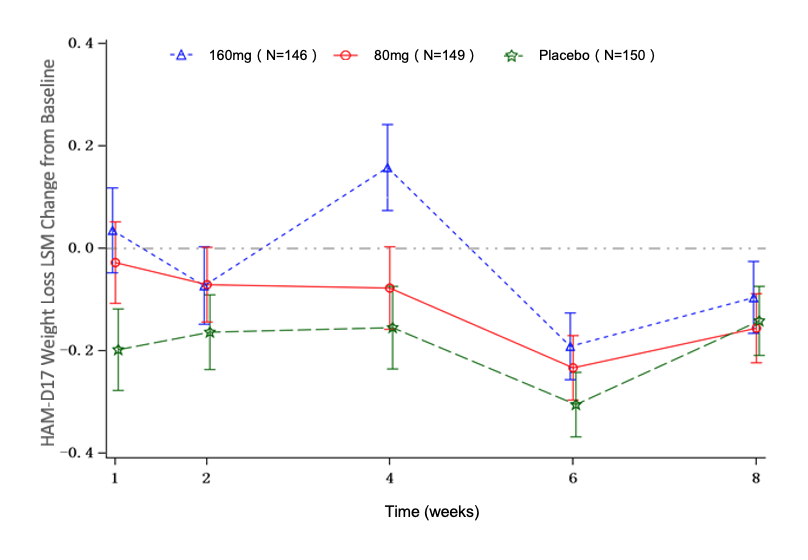 HAM-D17 Weight Loss LSM Change from Baseline
160mg ( N=146 ) 80mg ( N=149 ) Placebo ( N=150 )
0.4
0.2
0.0
−0.2
−0.4
1 2 4 6 8
Time (weeks)